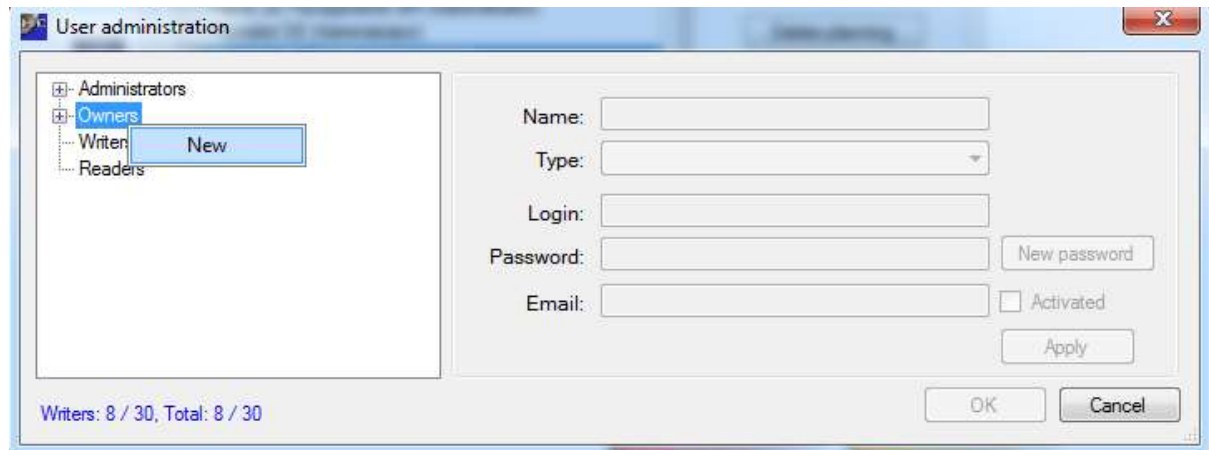 User administration
Administrators
Owners
Writers
New
Readers
Name:
Type:
Login:
Password:
New password
Email:
Activated
Apply
Writers: 8 / 30, Total: 8 / 30
OK
Cancel